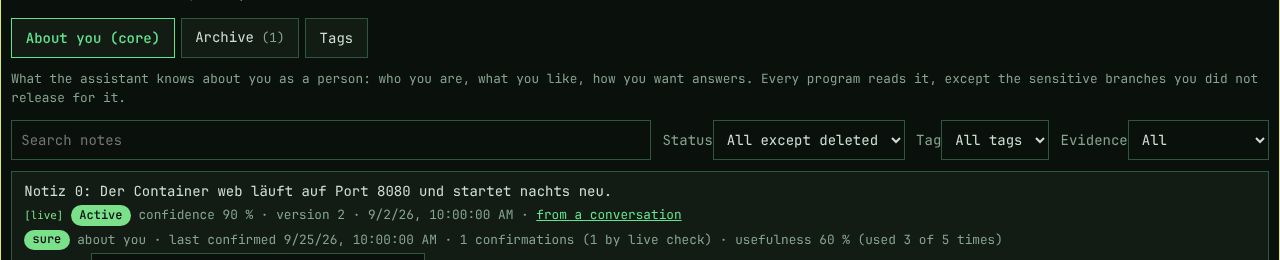 About you (core) Archive (1) Tags
What the assistant knows about you as a person: who you are, what you like, how you want answers. Every program reads it, except the sensitive branches you did not
release for it.
Search notes Status All except deleted Tag All tags Evidence All
Notiz 0: Der Container web läuft auf Port 8080 und startet nachts neu.
[live] Active confidence 90 % · version 2 · 9/2/26, 10:00:00 AM · from a conversation
sure about you · last confirmed 9/25/26, 10:00:00 AM · 1 confirmations (1 by live check) · usefulness 60 % (used 3 of 5 times)